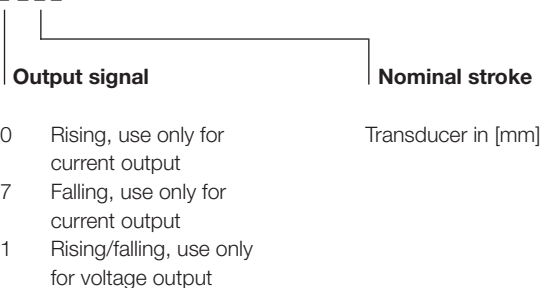 Output signal
Nominal stroke
0 Rising, use only for
current output
7 Falling, use only for
current output
1 Rising/falling, use only
for voltage output
Transducer in [mm]